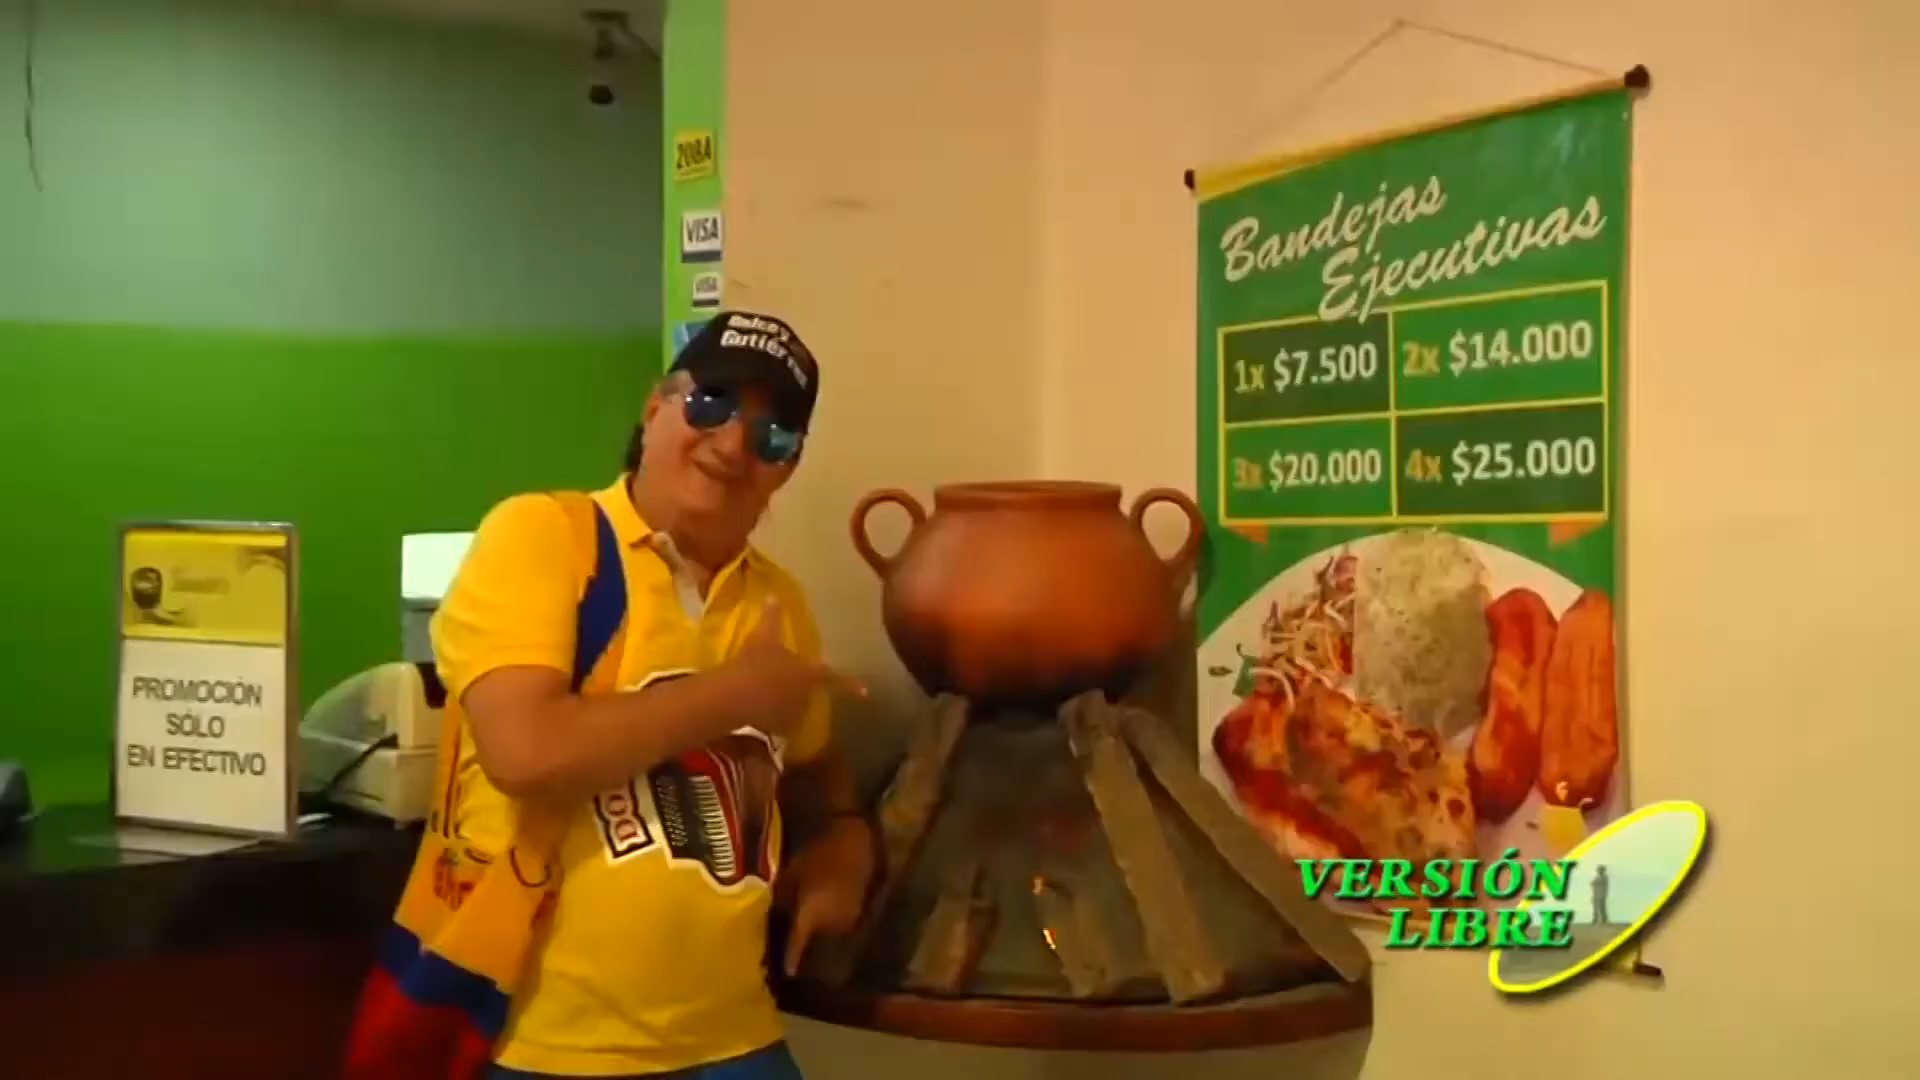 208A
VISA
VISA
Bandejas
Ejecutivas
1x $7.500 2x $14.000
3x $20.000 4x $25.000
PROMOCIÓN
SÓLO
EN EFECTIVO
VERSIÓN
LIBRE